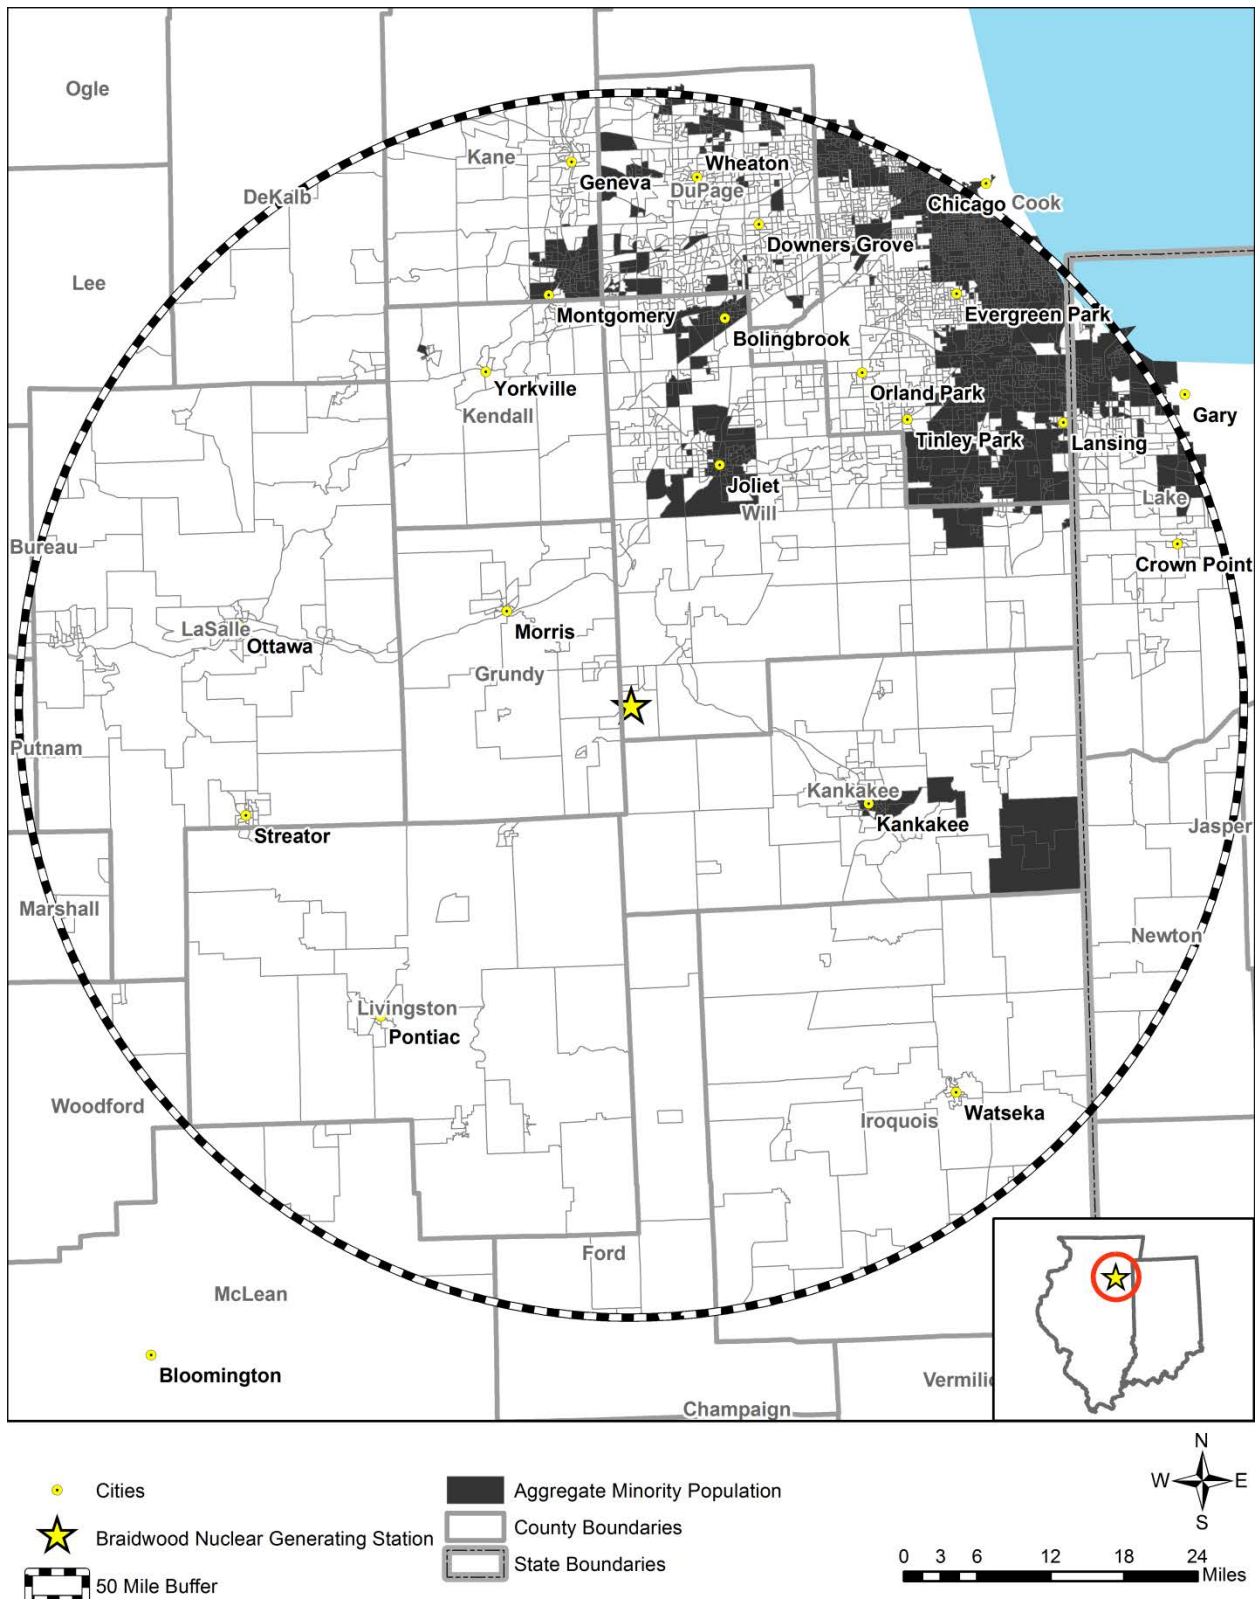 Ogle
Kane
Wheaton
Geneva
DuPage
DeKalb
Chicago Cook
Downers Grove
Lee
Montgomery
Evergreen Park
Bolingbrook
Yorkville
Orland Park
Kendall
Gary
Tinley Park
Lansing
Joliet
Lake
Will
Bureau
Crown Point
LaSalle
Morris
Ottawa
Grundy
Putnam
Kankakee
Kankakee
Streator
Jasper
Marshall
Newton
Livingston
Pontiac
Woodford
Iroquois
Watseka
Ford
McLean
Bloomington
Vermili
Champaign
N
W E
S
Cities
Braidwood Nuclear Generating Station
50 Mile Buffer
Aggregate Minority Population
County Boundaries
State Boundaries
0 3 6 12 18 24
Miles